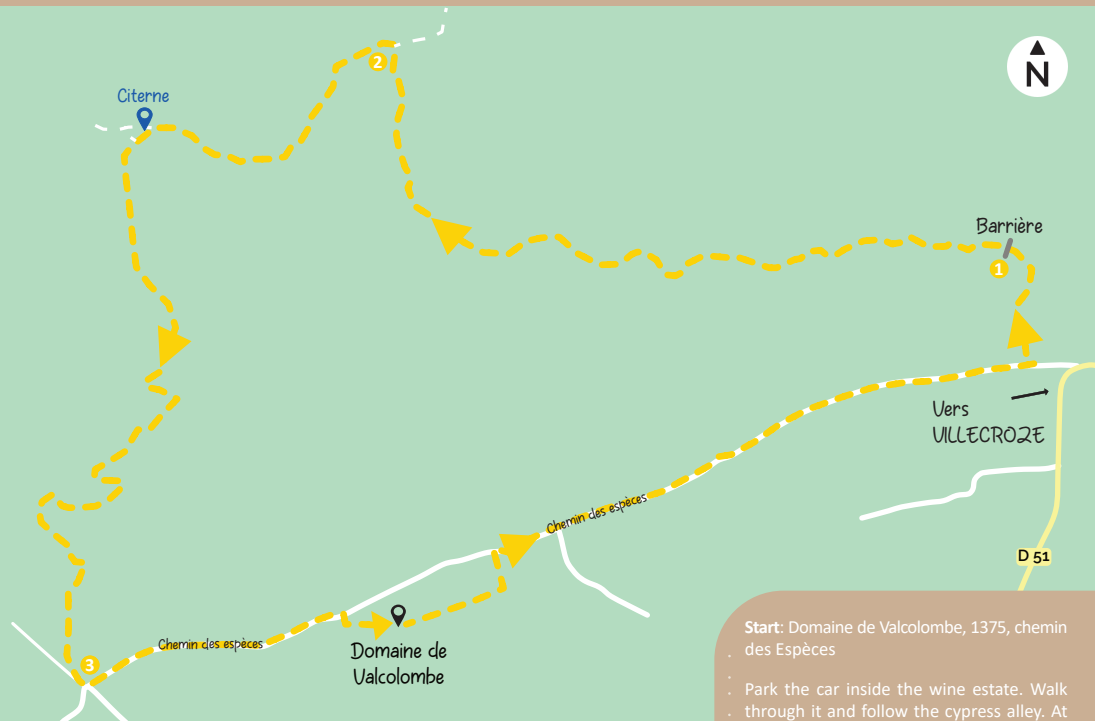 2
N
Citerne
Barrière
1
Vers
VILLECROZE
Chemin des espèces
D 51
Chemin des espèces
3
Domaine de
Valcolombe
Start: Domaine de Valcolombe, 1375, chemin
des Espèces
Park the car inside the wine estate. Walk
through it and follow the cypress alley. At